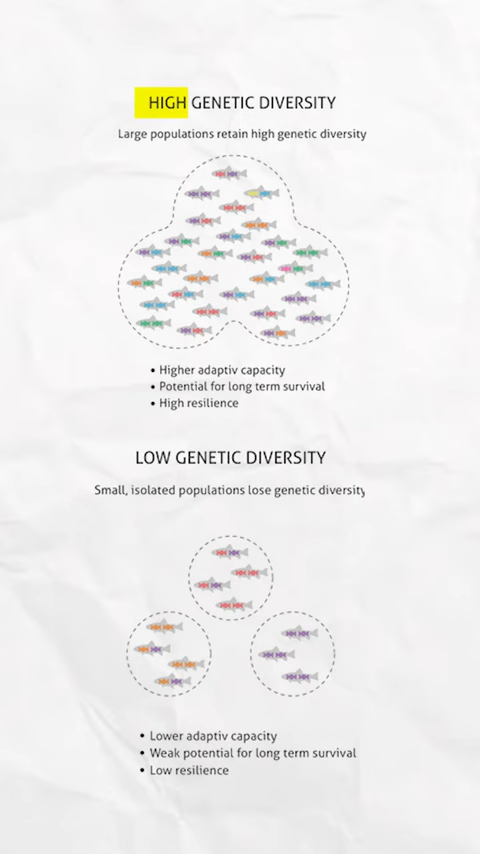 HIGH GENETIC DIVERSITY
Large populations retain high genetic diversity
• Higher adaptiv capacity
• Potential for long term survival
• High resilience
LOW GENETIC DIVERSITY
Small, isolated populations lose genetic diversity
• Lower adaptiv capacity
• Weak potential for long term survival
• Low resilience